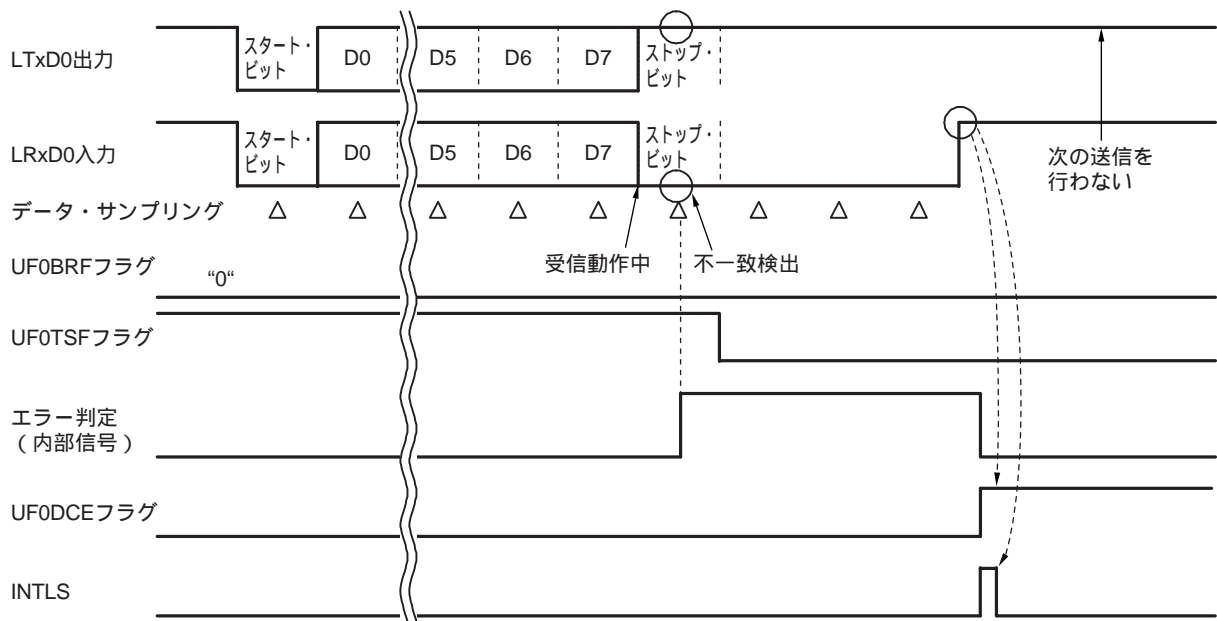 LTxD0出力
スタート・
ビット
D0
D5
D6
D7
ストップ・
ビット
LRxD0入力
スタート・
ビット
D0
D5
D6
D7
ストップ・
ビット
次の送信を
行わない
データ・サンプリング
受信動作中
不一致検出
UF0BRFフラグ
“0“
UF0TSFフラグ
エラー判定
(内部信号)
UF0DCEフラグ
INTLS